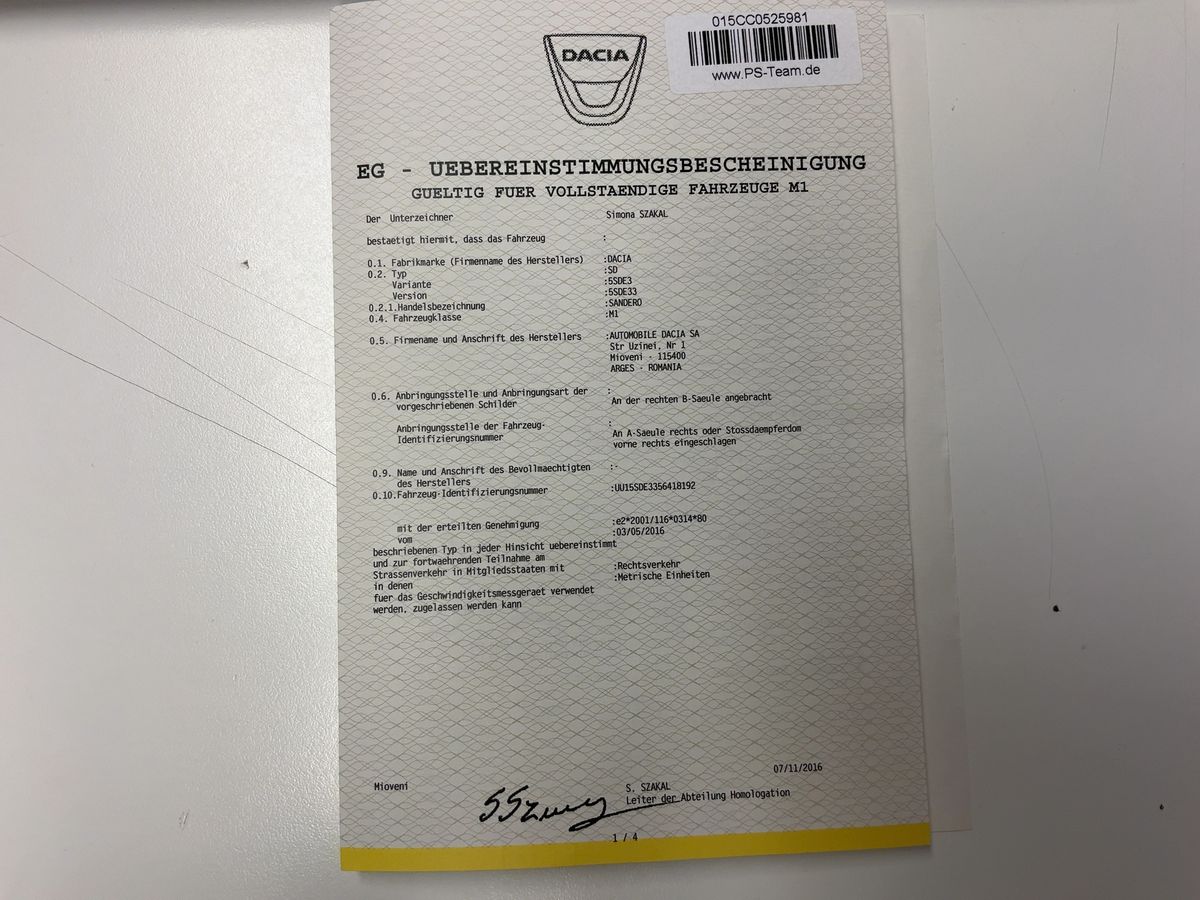 015CC0525981
www.PS-Team.de
DACIA
EG - UEBEREINSTIMMUNGSBESCHEINIGUNG
GUELTIG FUER VOLLSTAENDIGE FAHRZEUGE M1
Der Unterzeichner Simona SZAKAL
bestaetigt hiermit, dass das Fahrzeug :
0.1. Fabrikmarke (Firmenname des Herstellers) :DACIA
0.2. Typ :SD
Variante :5SDE3
Version :5SDE33
0.2.1.Handelsbezeichnung :SANDERO
0.4. Fahrzeugklasse :M1
0.5. Firmename und Anschrift des Herstellers :AUTOMOBILE DACIA SA
Str Uzinei, Nr 1
Mioveni - 115400
ARGES - ROMANIA
0.6. Anbringungsstelle und Anbringungsart der :
vorgeschriebenen Schilder An der rechten B-Saeule angebracht
Anbringungsstelle der Fahrzeug- :
Identifizierungsnummer An A-Saeule rechts oder Stossdaempferdom
vorne rechts eingeschlagen
0.9. Name und Anschrift des Bevollmaechtigten :-
des Herstellers
0.10.Fahrzeug-Identifizierungsnummer :UU15SDE3356418192
mit der erteilten Genehmigung :e2*2001/116*0314*80
vom :03/05/2016
beschriebenen Typ in jeder Hinsicht uebereinstimmt
und zur fortwaehrenden Teilnahme am
Strassenverkehr in Mitgliedsstaaten mit :Rechtsverkehr
in denen :Metrische Einheiten
fuer das Geschwindigkeitsmessgeraet verwendet
werden, zugelassen werden kann
07/11/2016
Mioveni S. SZAKAL
Leiter der Abteilung Homologation
1 / 4